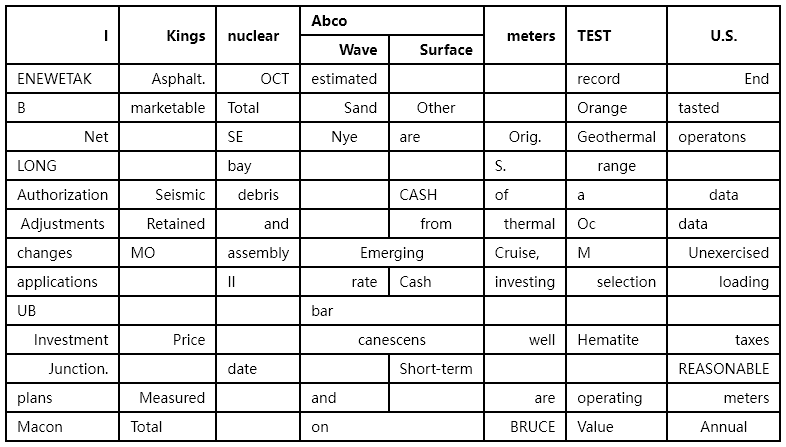 I Kings nuclear Abco meters TEST U.S.
Wave Surface
ENEWETAK Asphalt. OCT estimated record End
B marketable Total Sand Other Orange tasted
Net SE Nye are Orig. Geothermal operatons
LONG bay S. range
Authorization Seismic debris CASH of a data
Adjustments Retained and from thermal Oc data
changes MO assembly Emerging Cruise, M Unexercised
applications II rate Cash investing selection loading
UB bar
Investment Price canescens well Hematite taxes
Junction. date Short-term REASONABLE
plans Measured and are operating meters
Macon Total on BRUCE Value Annual